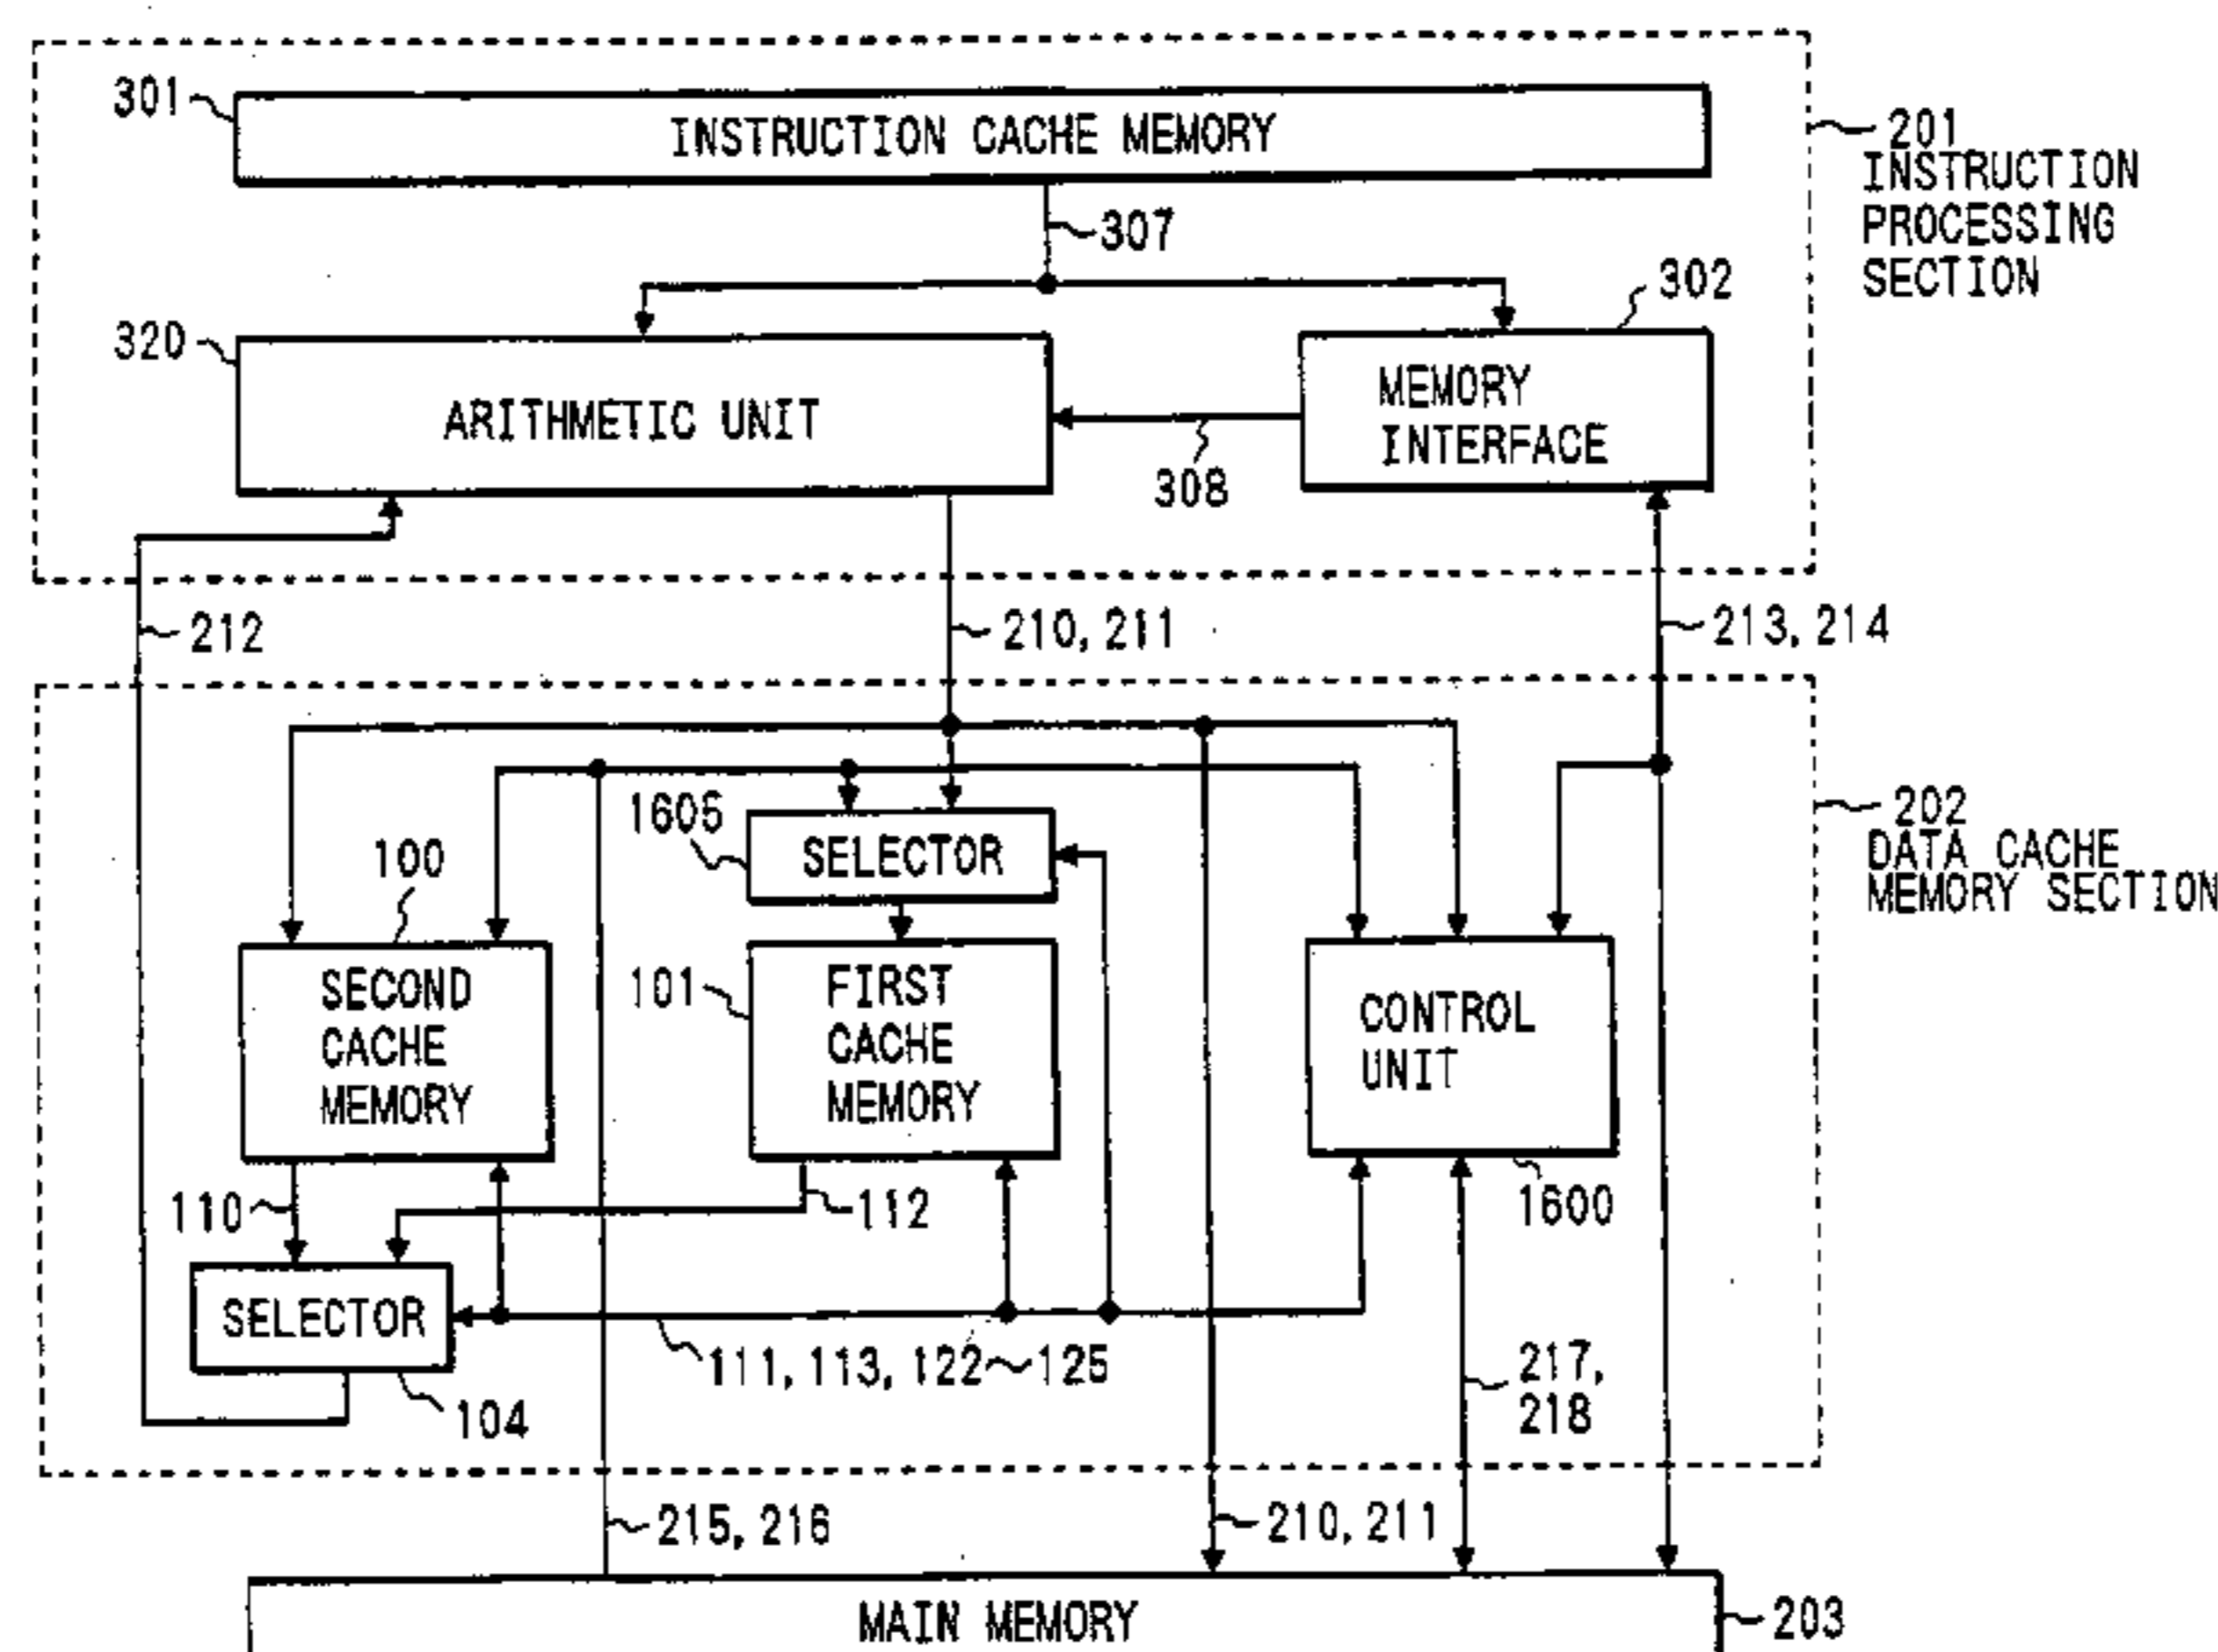 301
INSTRUCTION CACHE MEMORY
201
INSTRUCTION
PROCESSING
SECTION
307
302
320
ARITHMETIC UNIT
MEMORY
INTERFACE
308
212
210, 211
213, 214
1605
SELECTOR
202
DATA CACHE
MEMORY SECTION
100
SECOND
CACHE
MEMORY
101
FIRST
CACHE
MEMORY
CONTROL
UNIT
110
112
1600
SELECTOR
111, 113, 122~125
104
217,
218
215, 216
210, 211
MAIN MEMORY
203